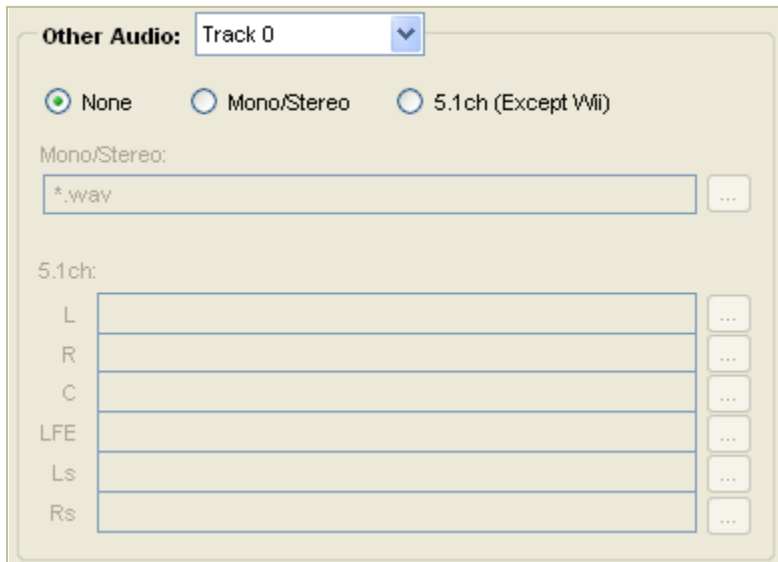 Other Audio: Track 0
None Mono/Stereo 5.1ch (Except Wii)
Mono/Stereo:
*.wav ...
5.1ch:
L ...
R ...
C ...
LFE ...
Ls ...
Rs ...